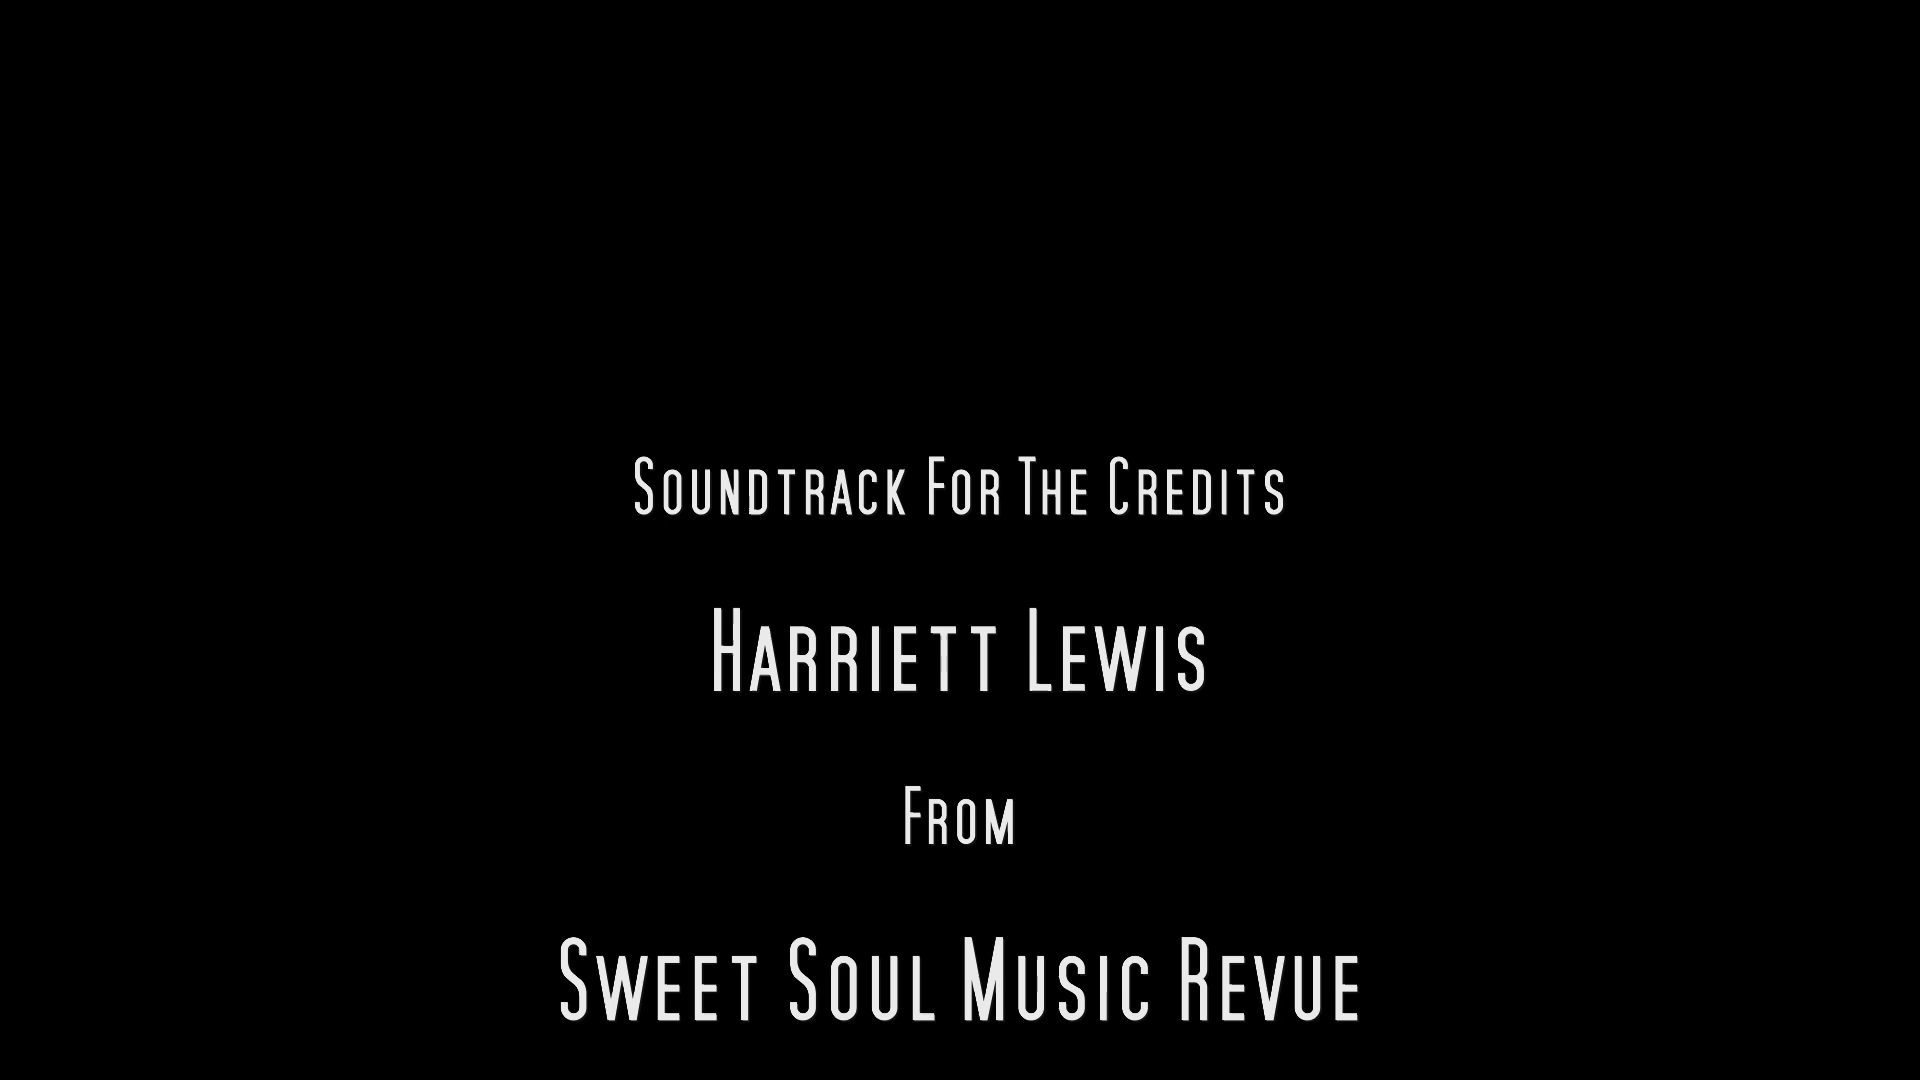 Soundtrack For The Credits
Harriett Lewis
From
Sweet Soul Music Revue